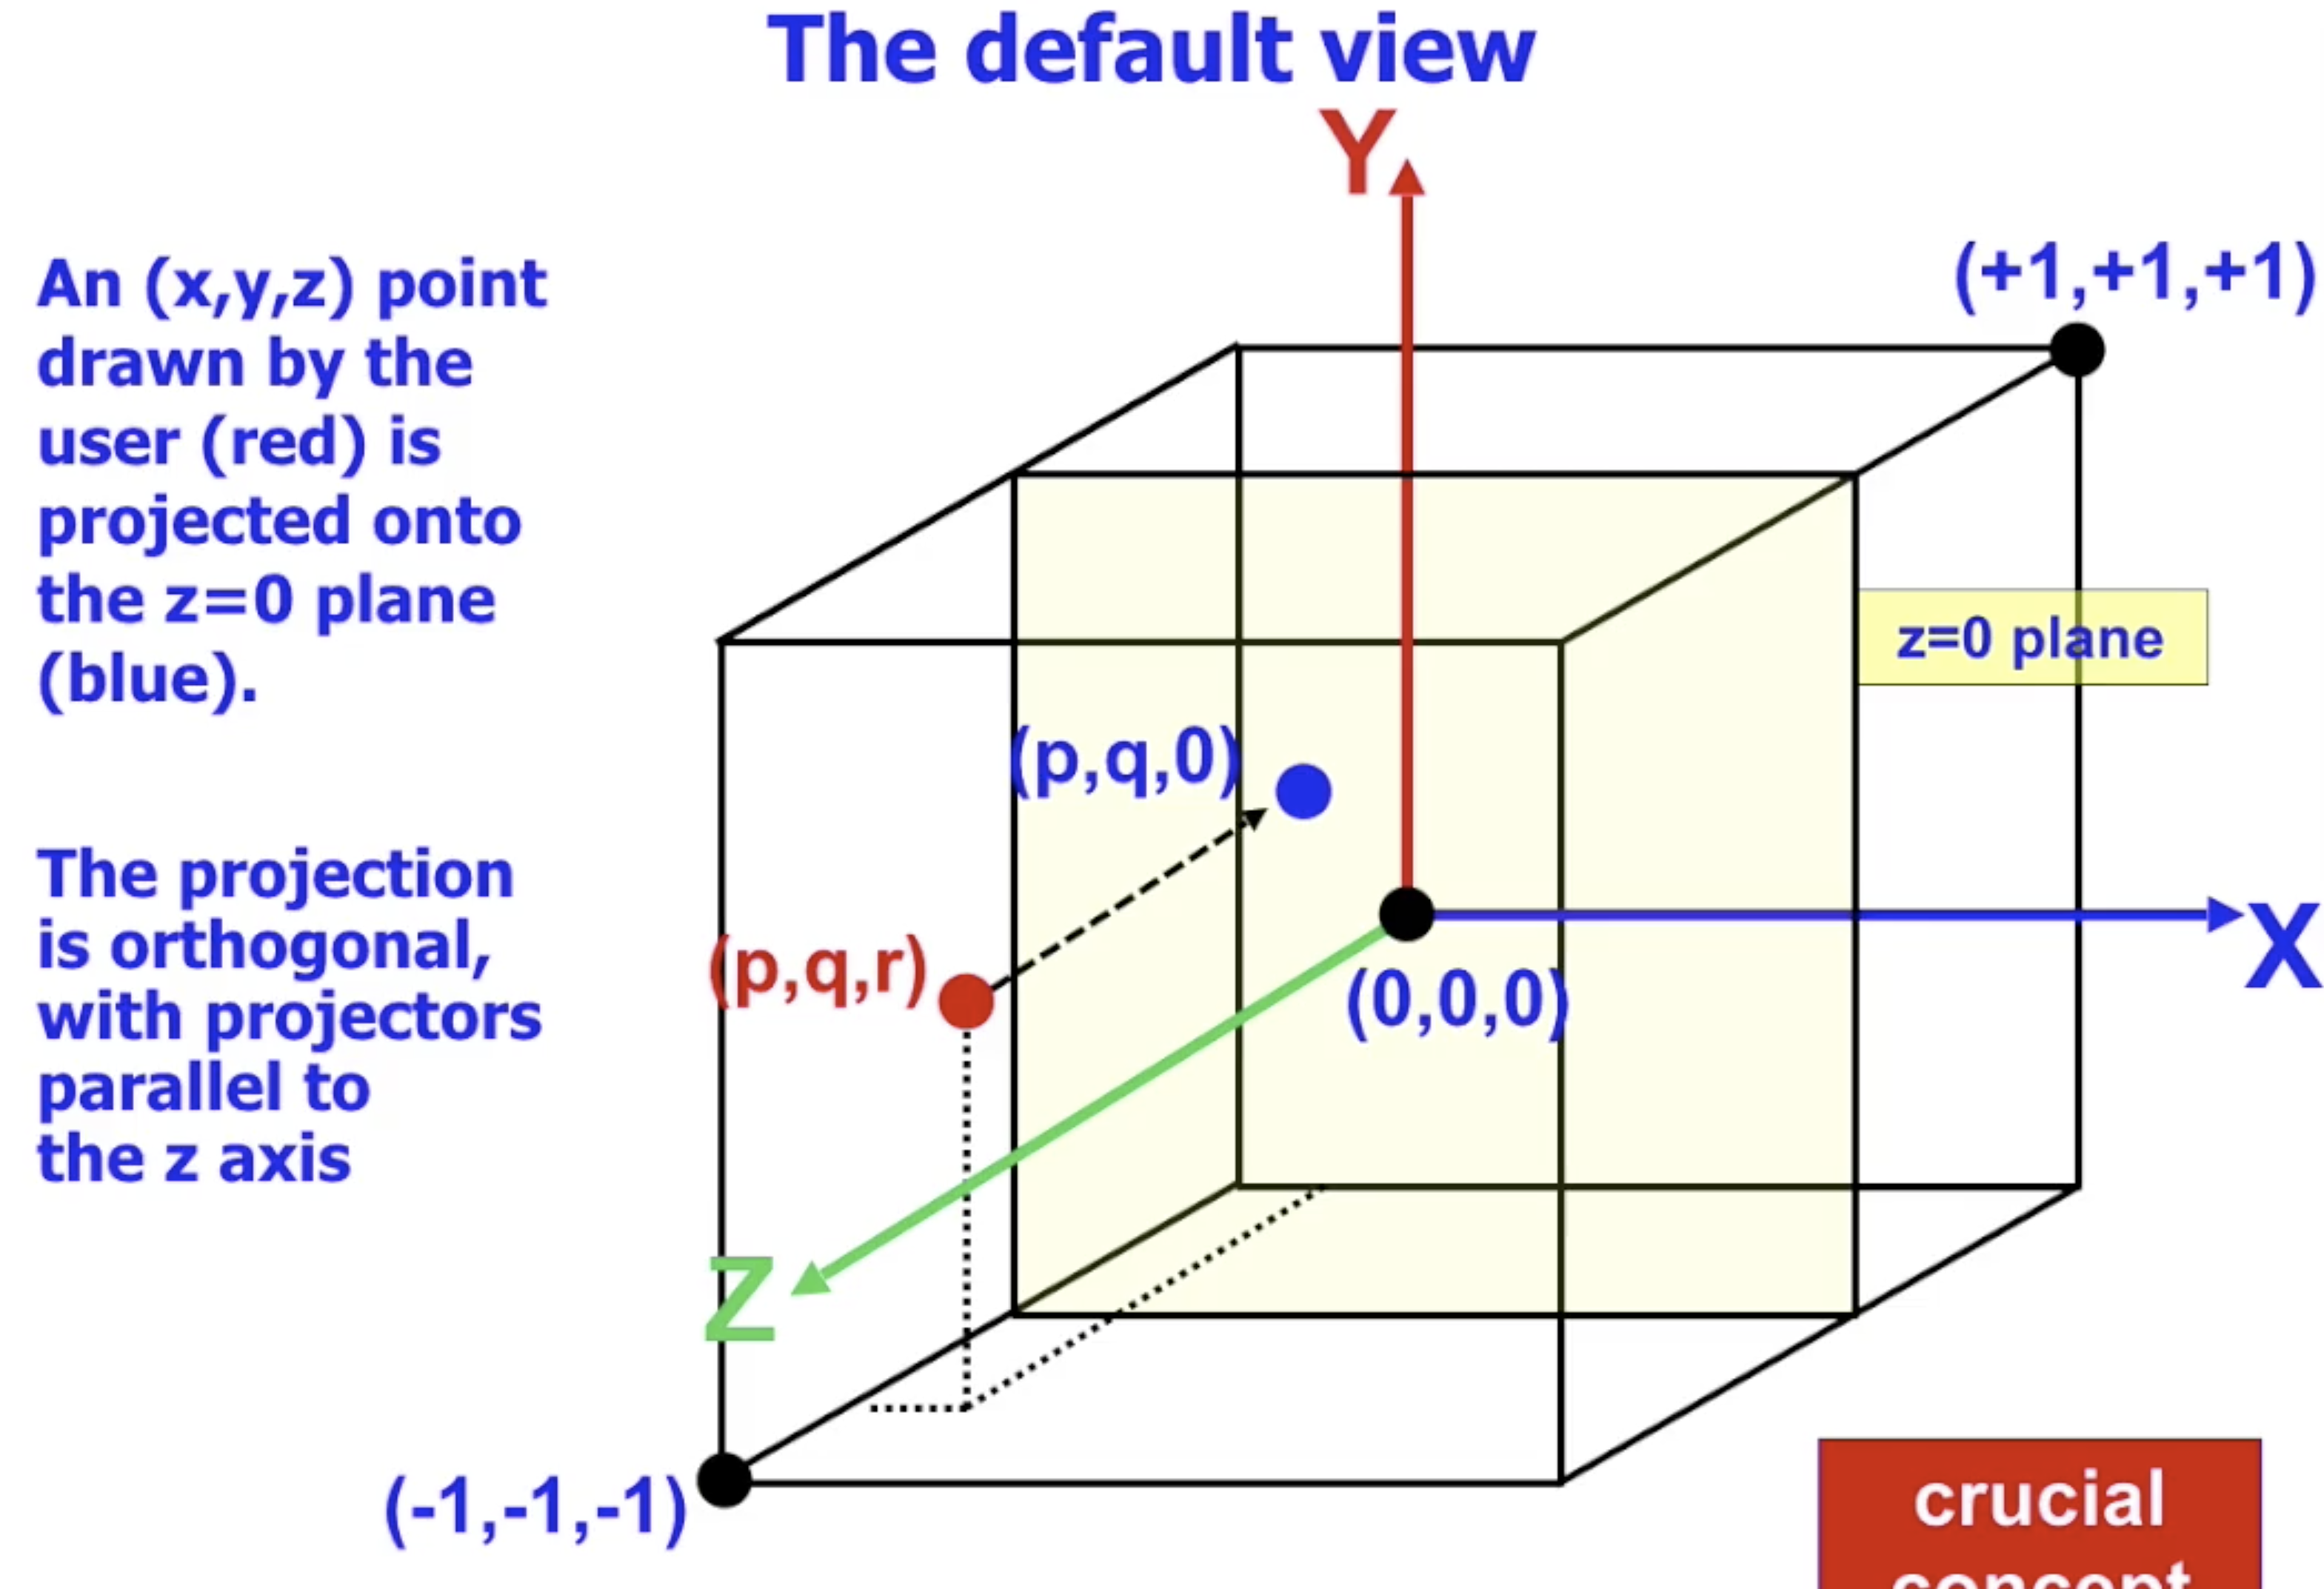 The default view
Y
An (x,y,z) point
drawn by the
user (red) is
projected onto
the z=0 plane
(blue).
(+1,+1,+1)
z=0 plane
(p,q,0)
The projection
is orthogonal,
with projectors
parallel to
the z axis
(p,q,r)
(0,0,0)
X
Z
(-1,-1,-1)
crucial
concept